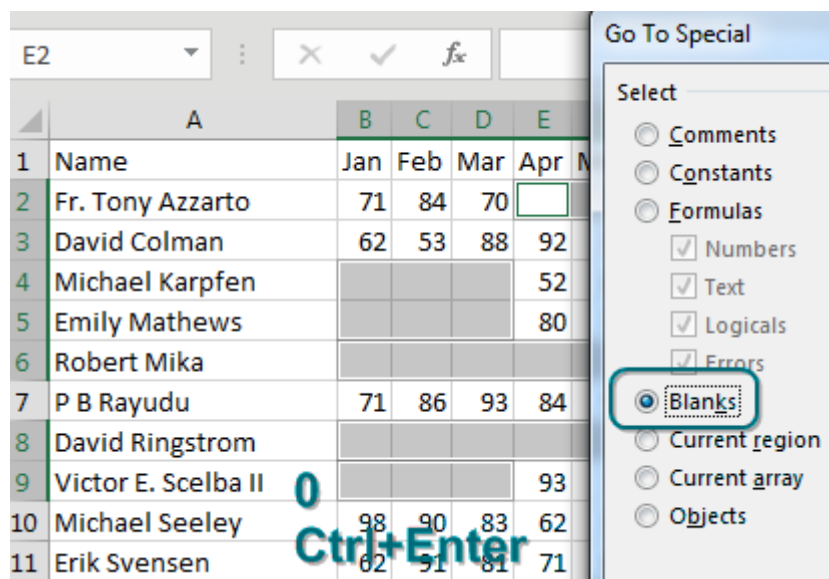 E2 fx
A B C D E
1 Name Jan Feb Mar Apr
2 Fr. Tony Azzarto 71 84 70
3 David Colman 62 53 88 92
4 Michael Karpfen 52
5 Emily Mathews 80
6 Robert Mika
7 P B Rayudu 71 86 93 84
8 David Ringstrom
9 Victor E. Scelba II 93
10 Michael Seeley 98 90 83 62
11 Erik Svensen 62 91 81 71
0
Ctrl+Enter
Go To Special
Select
Comments
Constants
Formulas
Numbers
Text
Logicals
Errors
Blanks
Current region
Current array
Objects